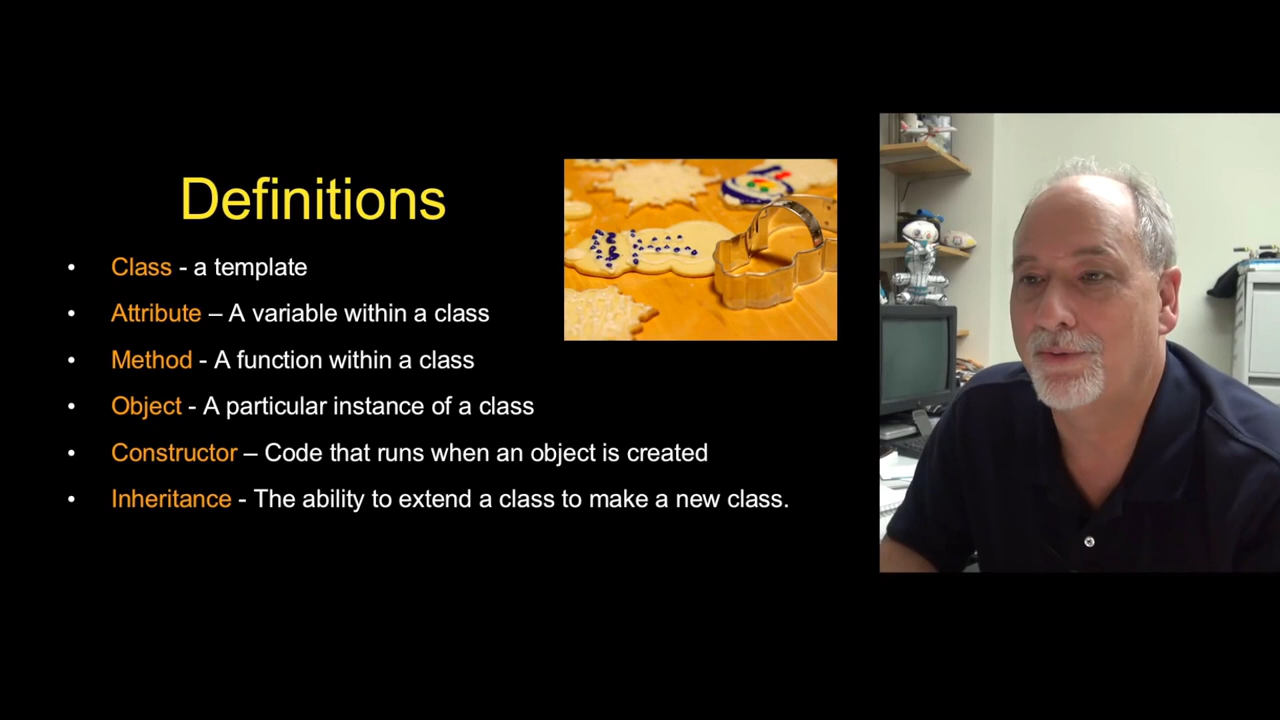 Definitions
• Class - a template
• Attribute – A variable within a class
• Method - A function within a class
• Object - A particular instance of a class
• Constructor – Code that runs when an object is created
• Inheritance - The ability to extend a class to make a new class.